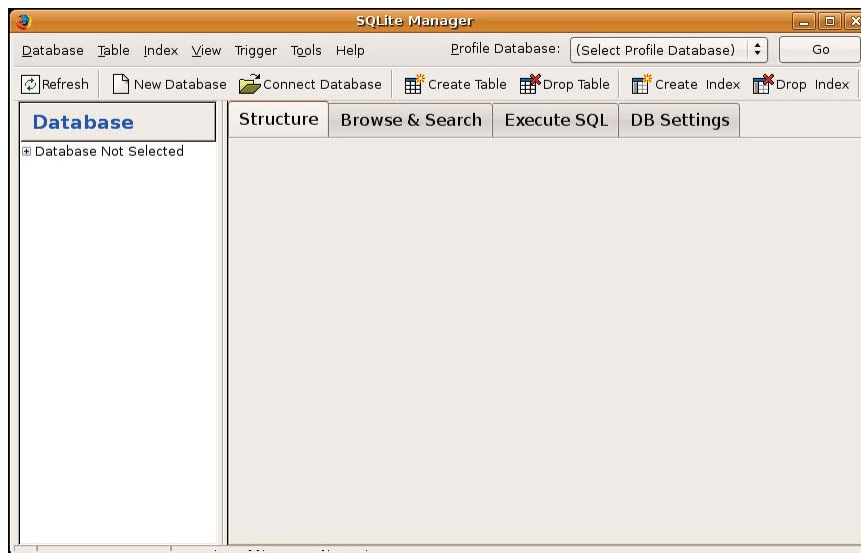 SQLite Manager
Database Table Index View Trigger Tools Help Profile Database: (Select Profile Database) Go
Refresh New Database Connect Database Create Table Drop Table Create Index Drop Index
Database
Structure Browse & Search Execute SQL DB Settings
Database Not Selected